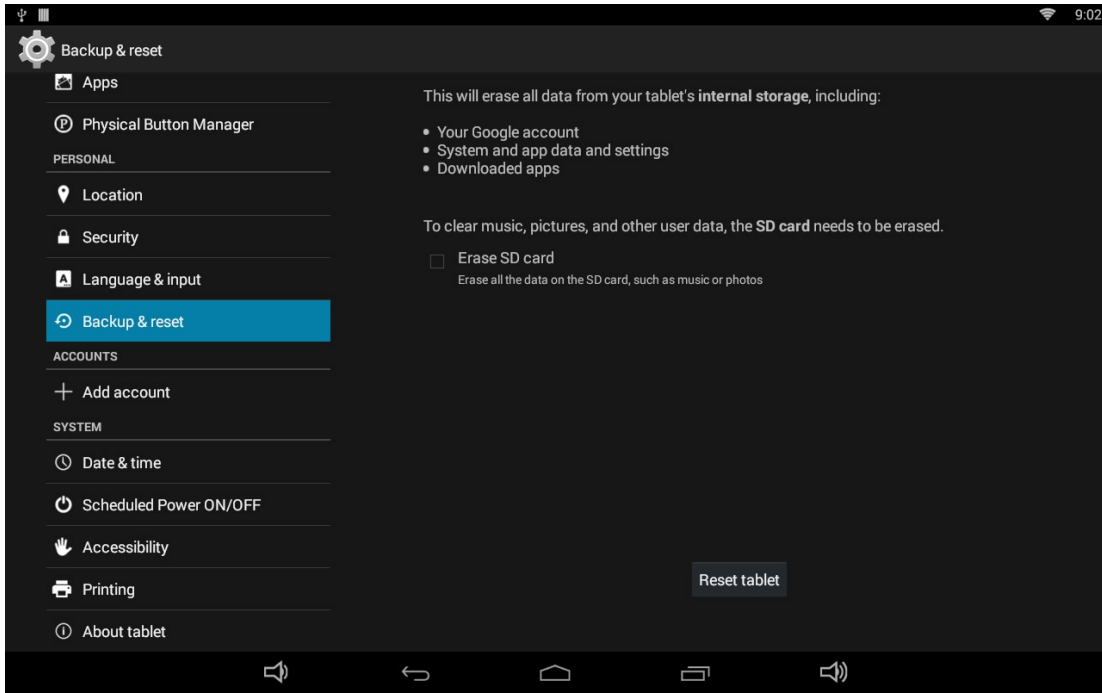 9:02
Backup & reset
Apps
Physical Button Manager
PERSONAL
Location
Security
Language & input
Backup & reset
ACCOUNTS
Add account
SYSTEM
Date & time
Scheduled Power ON/OFF
Accessibility
Printing
About tablet
This will erase all data from your tablet's internal storage, including:
• Your Google account
• System and app data and settings
• Downloaded apps
To clear music, pictures, and other user data, the SD card needs to be erased.
Erase SD card
Erase all the data on the SD card, such as music or photos
Reset tablet